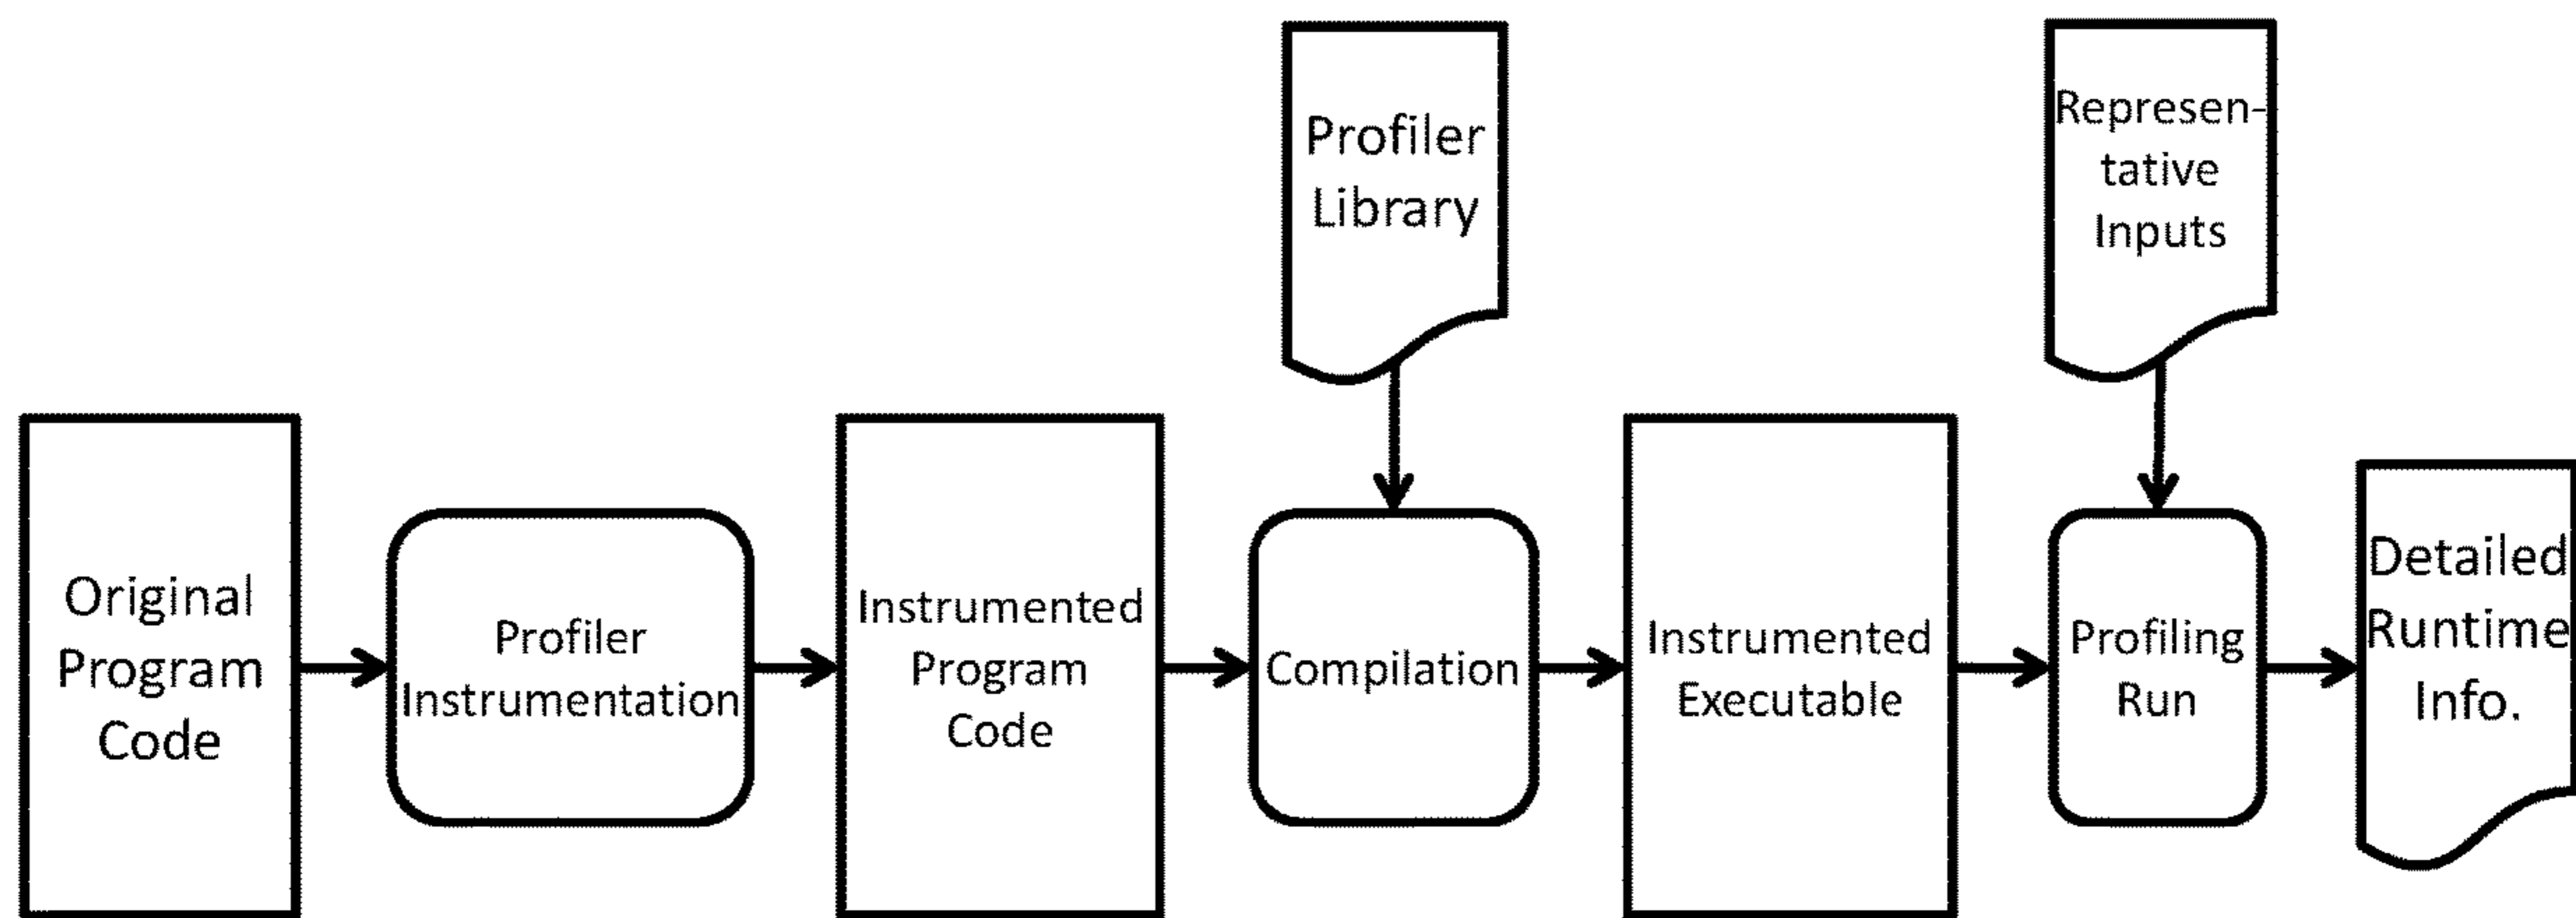 Profiler
Library
Represen-
tative
Inputs
Original
Program
Code
Profiler
Instrumentation
Instrumented
Program
Code
Compilation
Instrumented
Executable
Profiling
Run
Detailed
Runtime
Info.